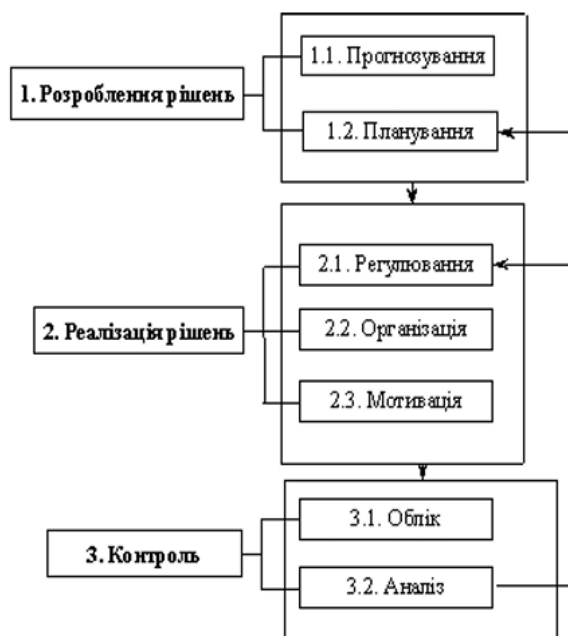 1.1. Прогнозування
1. Розроблення рішень
1.2. Планування
2.1. Регулювання
2. Реалізація рішень
2.2. Організація
2.3. Мотивація
3.1. Облік
3. Контроль
3.2. Аналіз